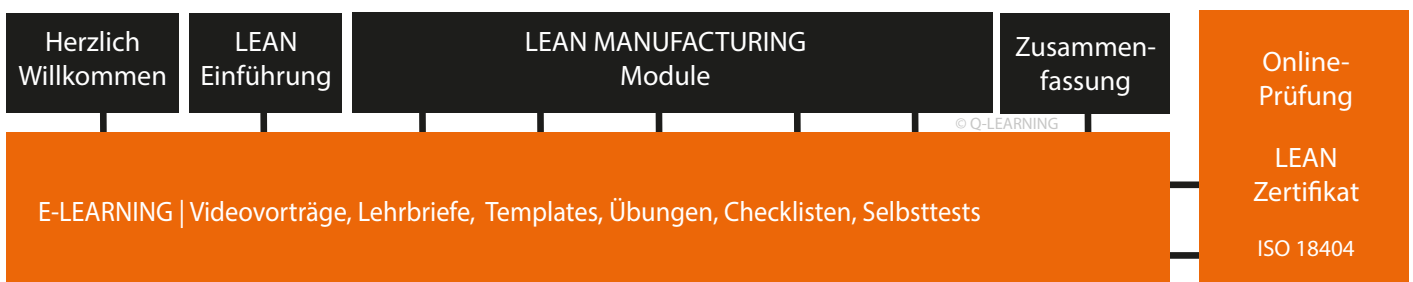 Herzlich
Willkommen
LEAN
Einführung
LEAN MANUFACTURING
Module
Zusammen-
fassung
© Q-LEARNING
E-LEARNING | Videovorträge, Lehrbriefe, Templates, Übungen, Checklisten, Selbsttests
Online-
Prüfung
LEAN
Zertifikat
ISO 18404